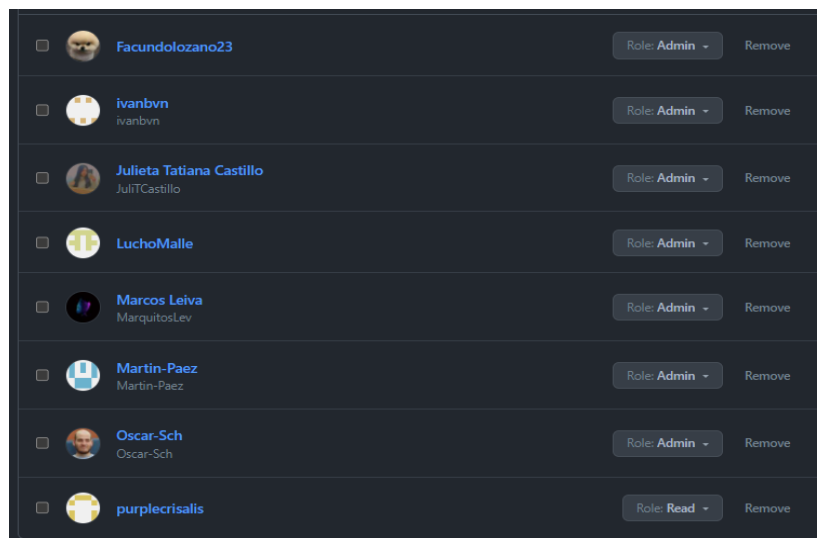 Facundolozano23
Role: Admin
Remove
ivanbvn
ivanbvn
Role: Admin
Remove
Julieta Tatiana Castillo
JuliTCastillo
Role: Admin
Remove
LuchoMalle
Role: Admin
Remove
Marcos Leiva
MarquitosLev
Role: Admin
Remove
Martin-Paez
Martin-Paez
Role: Admin
Remove
Oscar-Sch
Oscar-Sch
Role: Admin
Remove
purplecrisalis
Role: Read
Remove